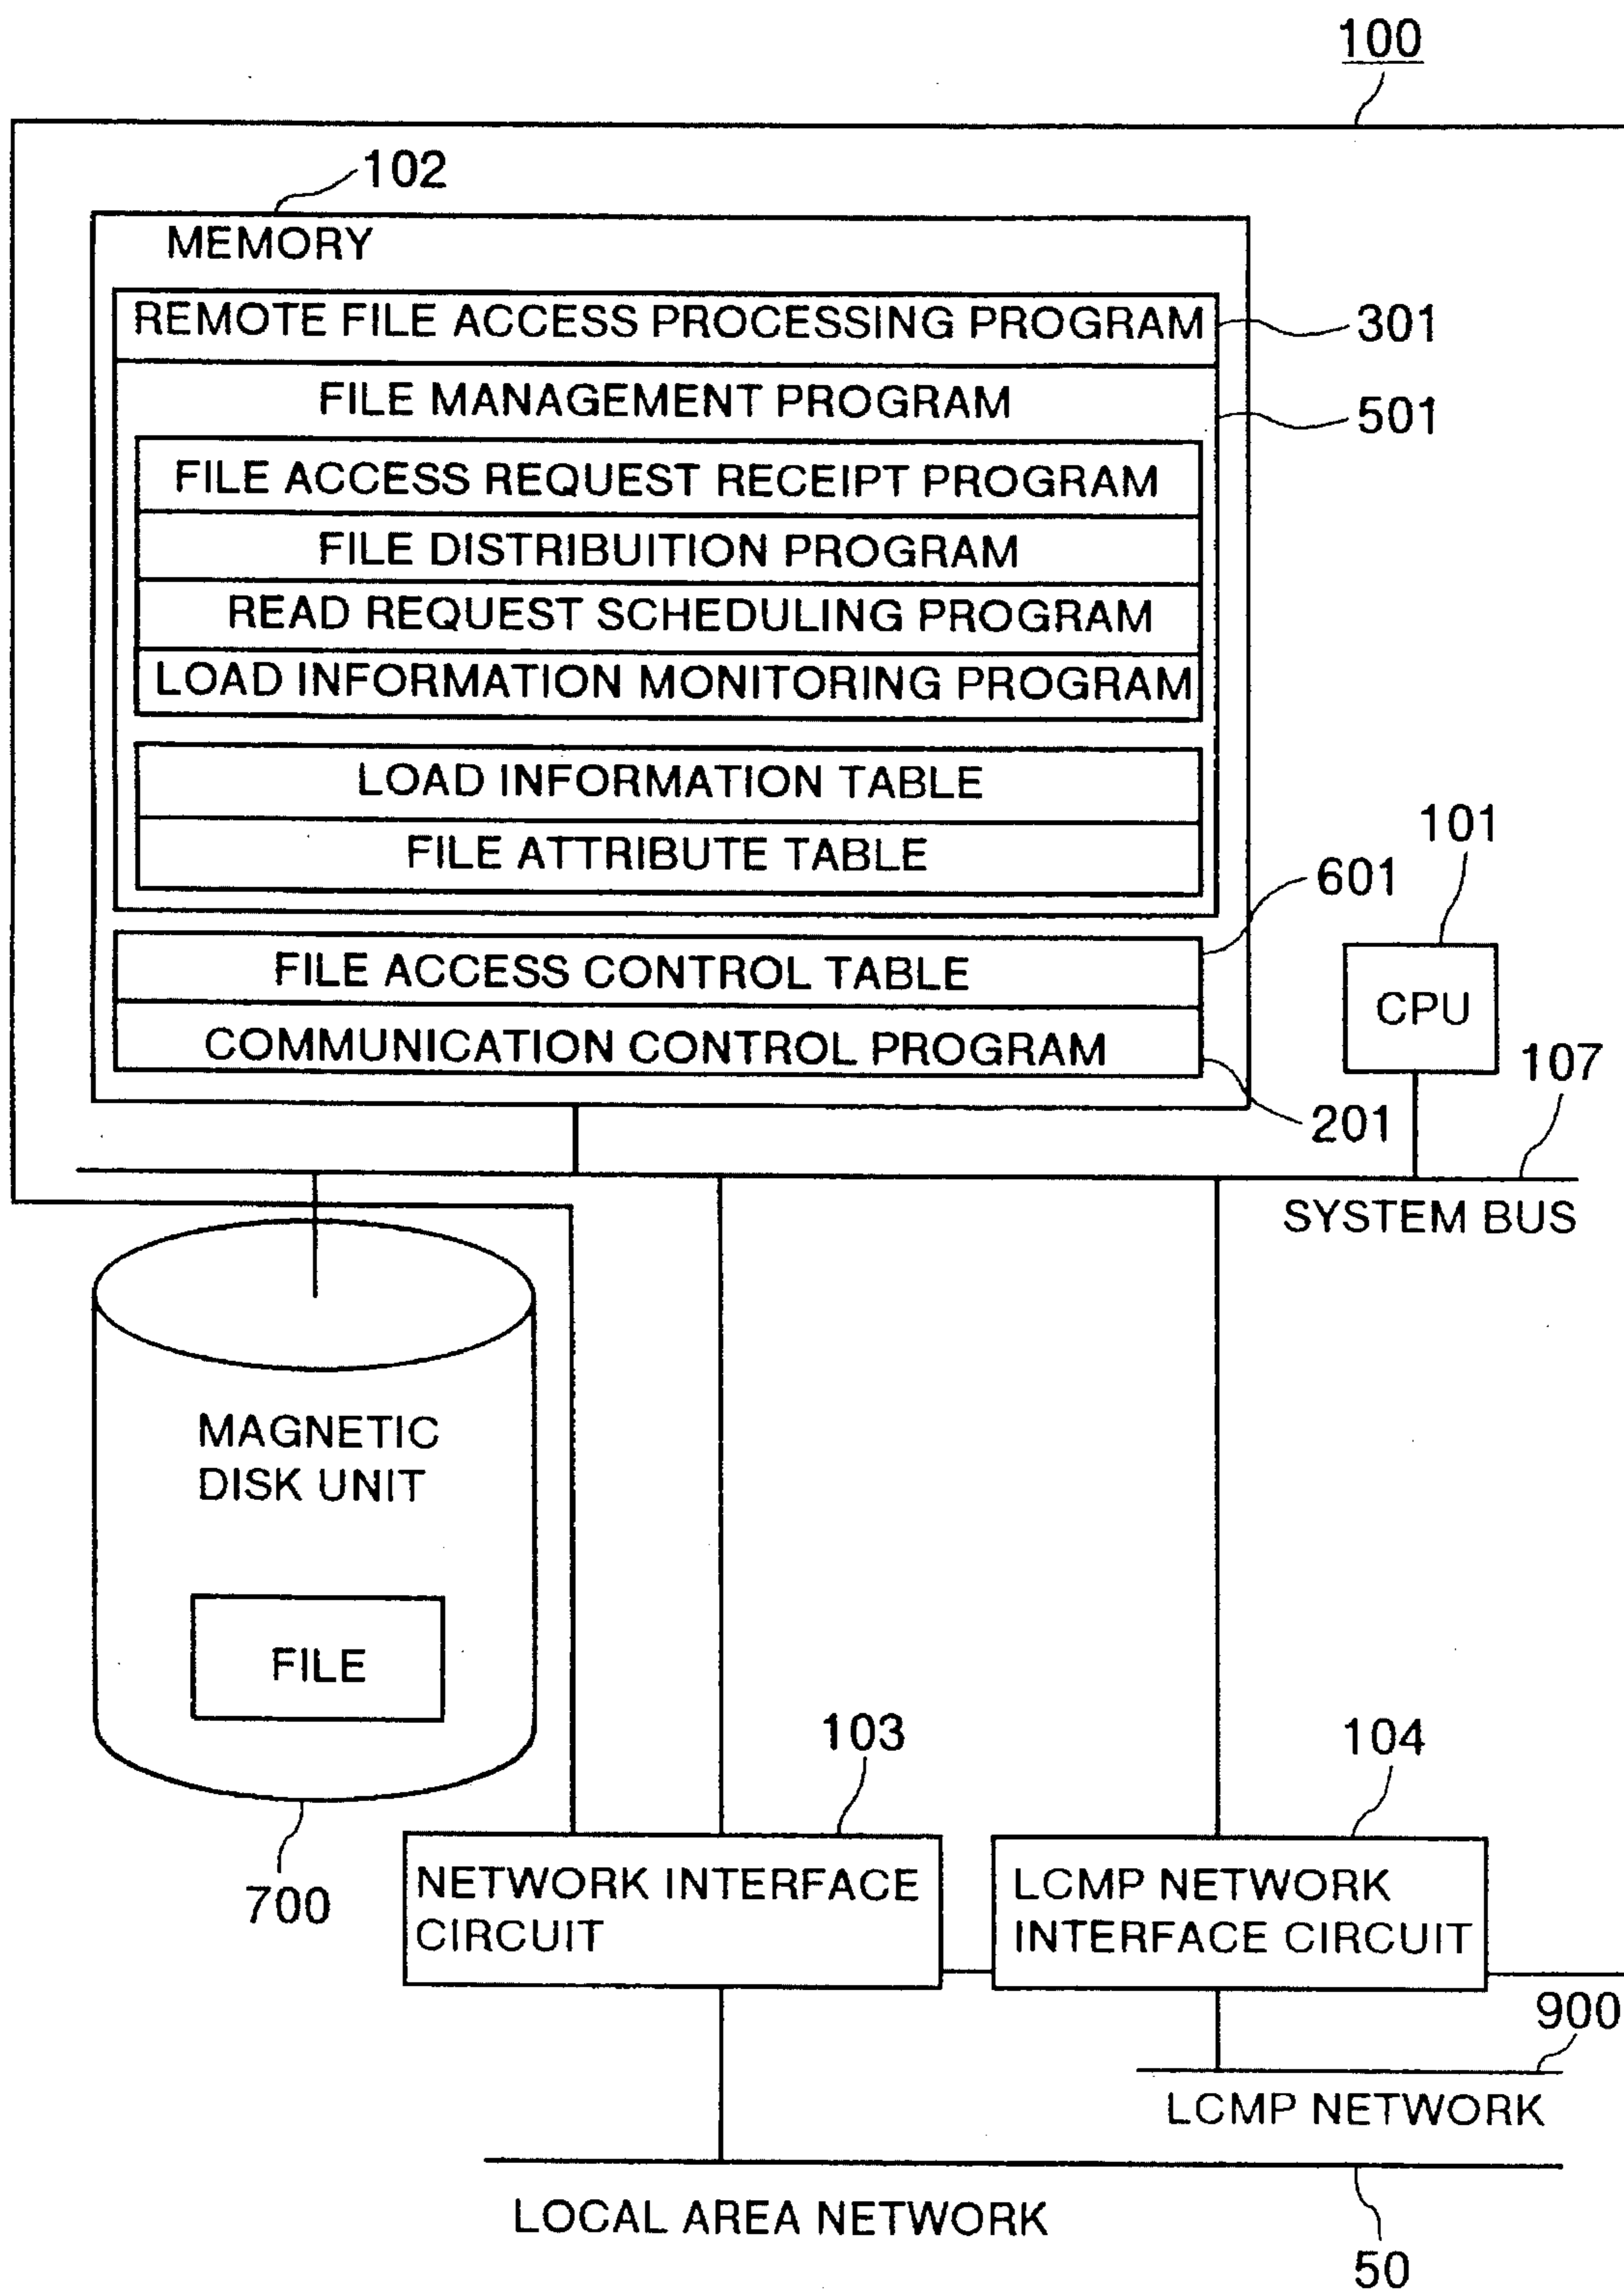 100
102
MEMORY
REMOTE FILE ACCESS PROCESSING PROGRAM
301
FILE MANAGEMENT PROGRAM
501
FILE ACCESS REQUEST RECEIPT PROGRAM
FILE DISTRIBUITION PROGRAM
READ REQUEST SCHEDULING PROGRAM
LOAD INFORMATION MONITORING PROGRAM
LOAD INFORMATION TABLE
FILE ATTRIBUTE TABLE
101
601
FILE ACCESS CONTROL TABLE
CPU
COMMUNICATION CONTROL PROGRAM
107
201
SYSTEM BUS
MAGNETIC
DISK UNIT
FILE
103
104
700
NETWORK INTERFACE
CIRCUIT
LCMP NETWORK
INTERFACE CIRCUIT
900
LCMP NETWORK
LOCAL AREA NETWORK
50